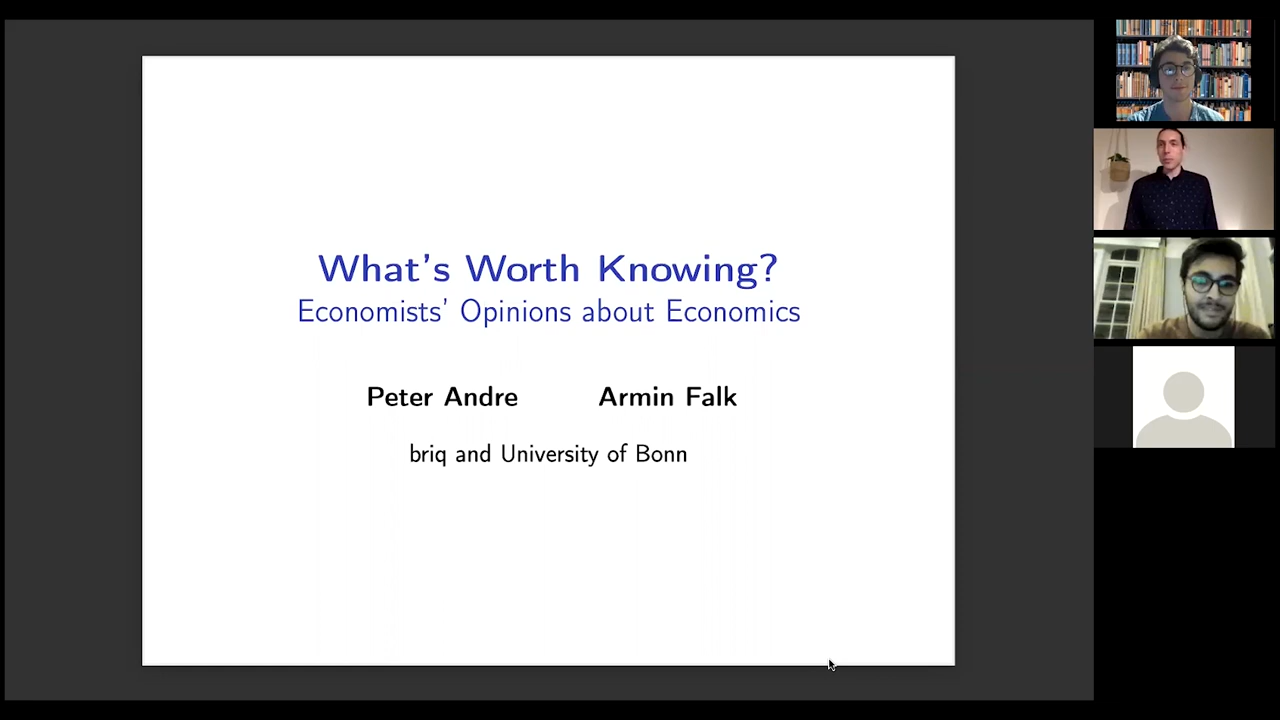 What's Worth Knowing?
Economists' Opinions about Economics
Peter Andre Armin Falk
briq and University of Bonn